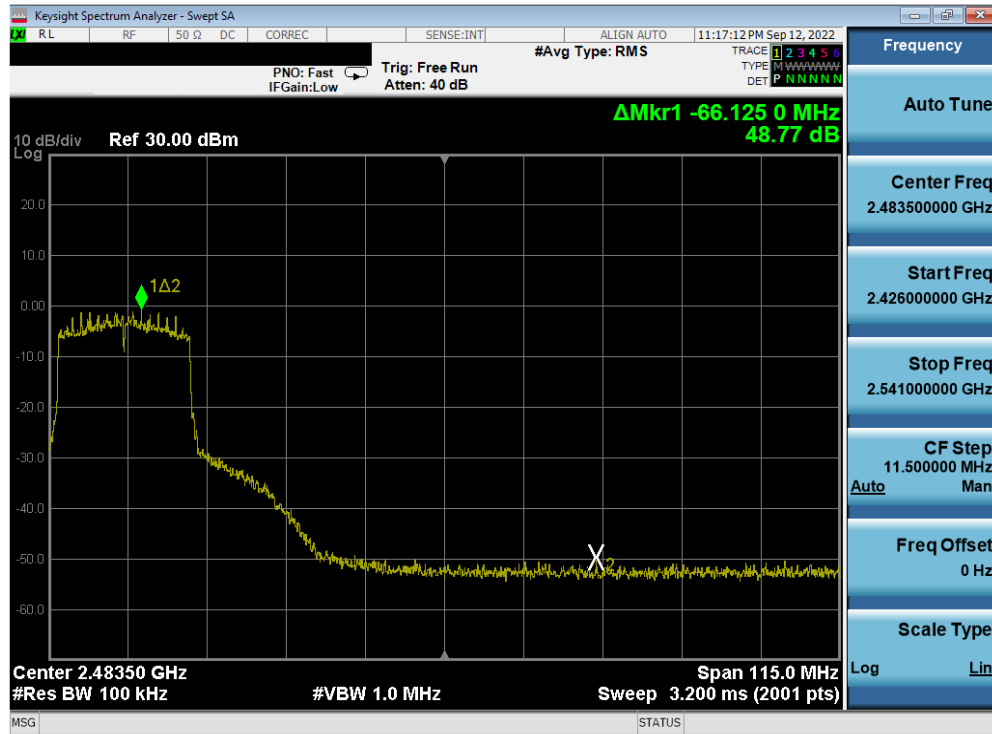 Keysight Spectrum Analyzer - Swept SA
LXI RL RF 50 Ω DC CORREC SENSE:INT ALIGN AUTO 11:17:12 PM Sep 12, 2022
#Avg Type: RMS
TRACE 1 2 3 4 5 6
TYPE M WWWWW
DET P N N N N N
PNO: Fast
IFGain:Low
Trig: Free Run
Atten: 40 dB
ΔMkr1 -66.125 0 MHz
48.77 dB
10 dB/div
Log
Ref 30.00 dBm
20.0
10.0
0.00
-10.0
-20.0
-30.0
-40.0
-50.0
-60.0
1Δ2
X2
Center 2.48350 GHz
#Res BW 100 kHz
#VBW 1.0 MHz
Span 115.0 MHz
Sweep 3.200 ms (2001 pts)
MSG
STATUS
Frequency
Auto Tune
Center Freq
2.483500000 GHz
Start Freq
2.426000000 GHz
Stop Freq
2.541000000 GHz
CF Step
11.500000 MHz
Auto Man
Freq Offset
0 Hz
Scale Type
Log Lin